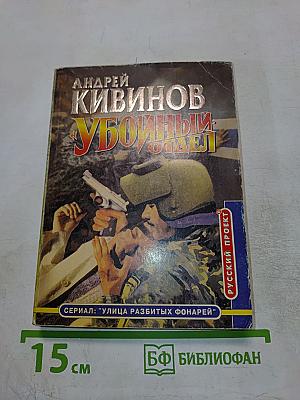 АНДРЕЙ
КИВИНОВ
"УБОЙНЫЙ"
ОТДЕЛ
РУССКИЙ ПРОЕКТ
СЕРИАЛ: "УЛИЦА РАЗБИТЫХ ФОНАРЕЙ"
15 см
БФ БИБЛИОФАН